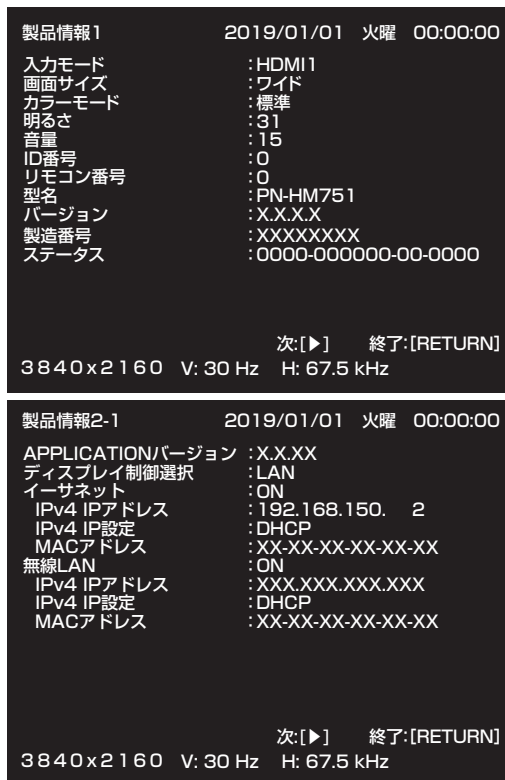 製品情報1 2019/01/01 火曜 00:00:00
入力モード :HDMI1
画面サイズ :ワイド
カラーモード :標準
明るさ :31
音量 :15
ID番号 :0
リモコン番号 :0
型名 :PN-HM751
バージョン :X.X.X.X
製造番号 :XXXXXXXX
ステータス :0000-000000-00-0000
次:[▶] 終了:[RETURN]
3840x2160 V: 30 Hz H: 67.5 kHz
製品情報2-1 2019/01/01 火曜 00:00:00
APPLICATIONバージョン :X.X.XX
ディスプレイ制御選択 :LAN
イーサネット :ON
IPv4 IPアドレス :192.168.150. 2
IPv4 IP設定 :DHCP
MACアドレス :XX-XX-XX-XX-XX-XX
無線LAN :ON
IPv4 IPアドレス :XXX.XXX.XXX.XXX
IPv4 IP設定 :DHCP
MACアドレス :XX-XX-XX-XX-XX-XX
次:[▶] 終了:[RETURN]
3840x2160 V: 30 Hz H: 67.5 kHz